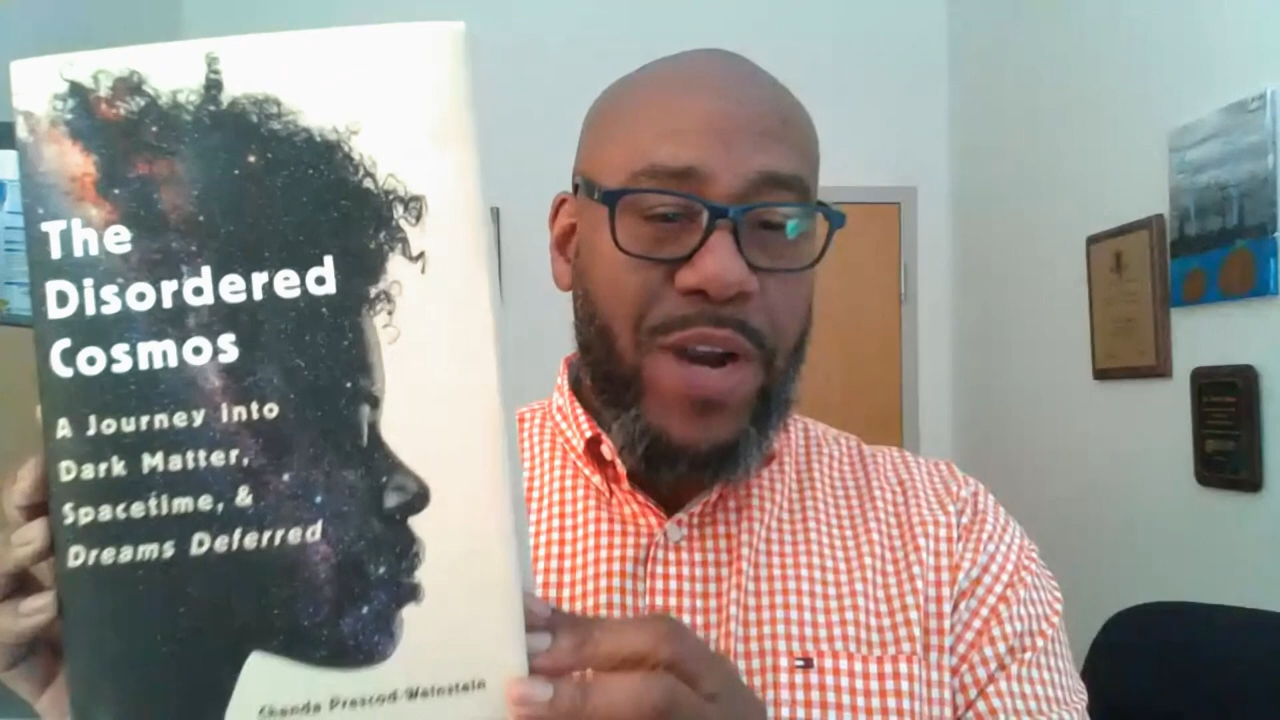 The
Disordered
Cosmos
A Journey into
Dark Matter,
Spacetime, &
Dreams Deferred
Chanda Prescod-Weinstein